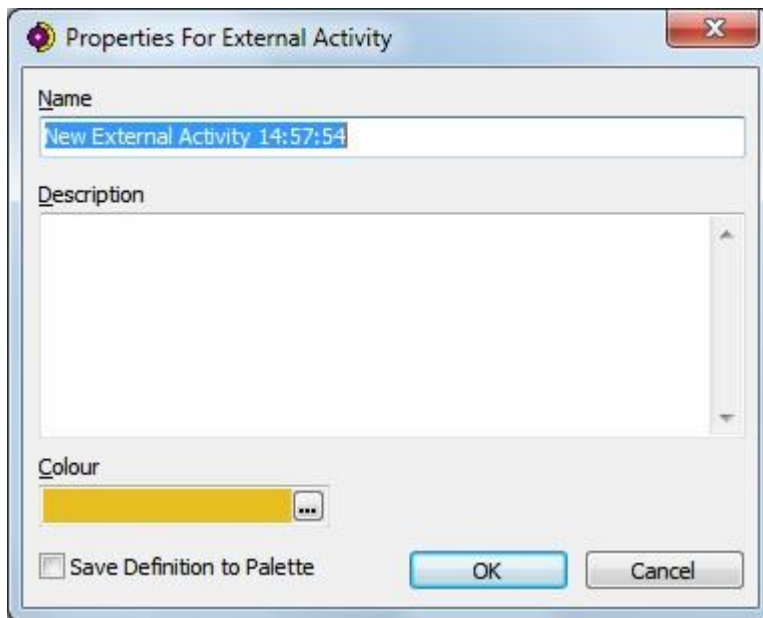 Properties For External Activity
Name
New External Activity 14:57:54
Description
Colour
...
Save Definition to Palette
OK
Cancel